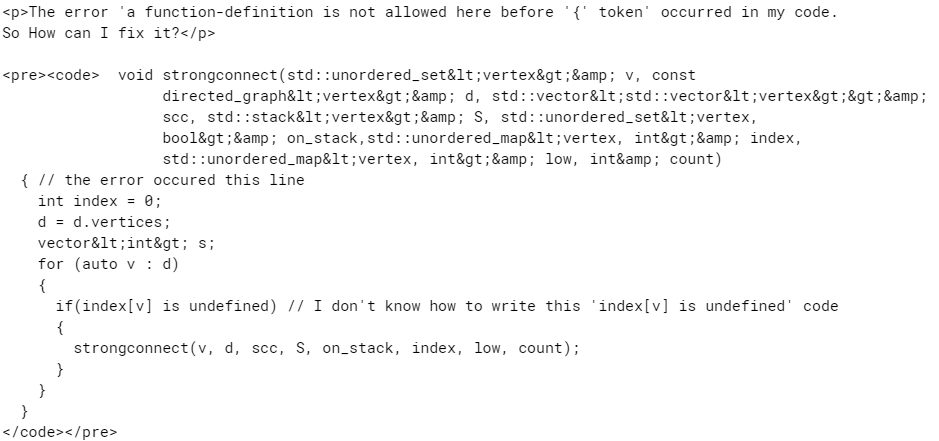 <p>The error 'a function-definition is not allowed here before '{' token' occurred in my code.
So How can I fix it?</p>
<pre><code>  void strongconnect(std::unordered_set&lt;vertex&gt;&amp; v, const
                  directed_graph&lt;vertex&gt;&amp; d, std::vector&lt;std::vector&lt;vertex&gt;&gt;&amp;
                  scc, std::stack&lt;vertex&gt;&amp; S, std::unordered_set&lt;vertex,
                  bool&gt;&amp; on_stack,std::unordered_map&lt;vertex, int&gt;&amp; index,
                  std::unordered_map&lt;vertex, int&gt;&amp; low, int&amp; count)
  { // the error occured this line
    int index = 0;
    d = d.vertices;
    vector&lt;int&gt; s;
    for (auto v : d)
    {
      if(index[v] is undefined) // I don't know how to write this 'index[v] is undefined' code
      {
        strongconnect(v, d, scc, S, on_stack, index, low, count);
      }
    }
  }
</code></pre>